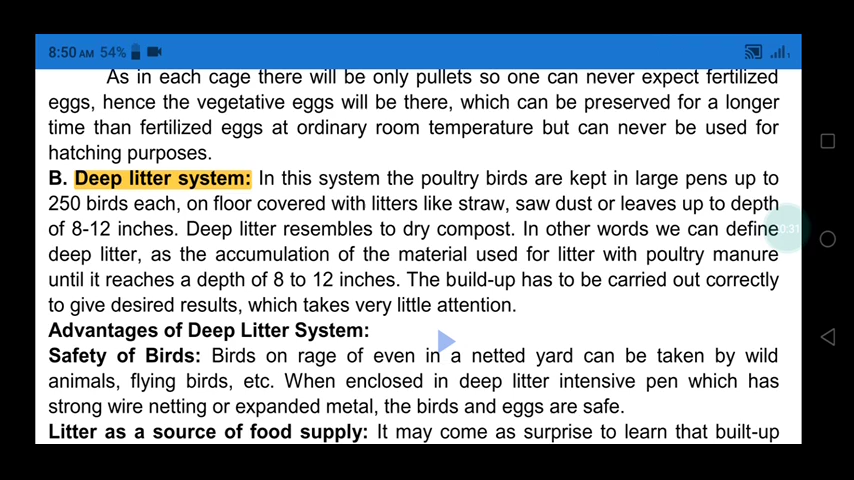 8:50 AM 54%
As in each cage there will be only pullets so one can never expect fertilized
eggs, hence the vegetative eggs will be there, which can be preserved for a longer
time than fertilized eggs at ordinary room temperature but can never be used for
hatching purposes.
B. Deep litter system: In this system the poultry birds are kept in large pens up to
250 birds each, on floor covered with litters like straw, saw dust or leaves up to depth
of 8-12 inches. Deep litter resembles to dry compost. In other words we can define
deep litter, as the accumulation of the material used for litter with poultry manure
until it reaches a depth of 8 to 12 inches. The build-up has to be carried out correctly
to give desired results, which takes very little attention.
Advantages of Deep Litter System:
Safety of Birds: Birds on rage of even in a netted yard can be taken by wild
animals, flying birds, etc. When enclosed in deep litter intensive pen which has
strong wire netting or expanded metal, the birds and eggs are safe.
Litter as a source of food supply: It may come as surprise to learn that built-up